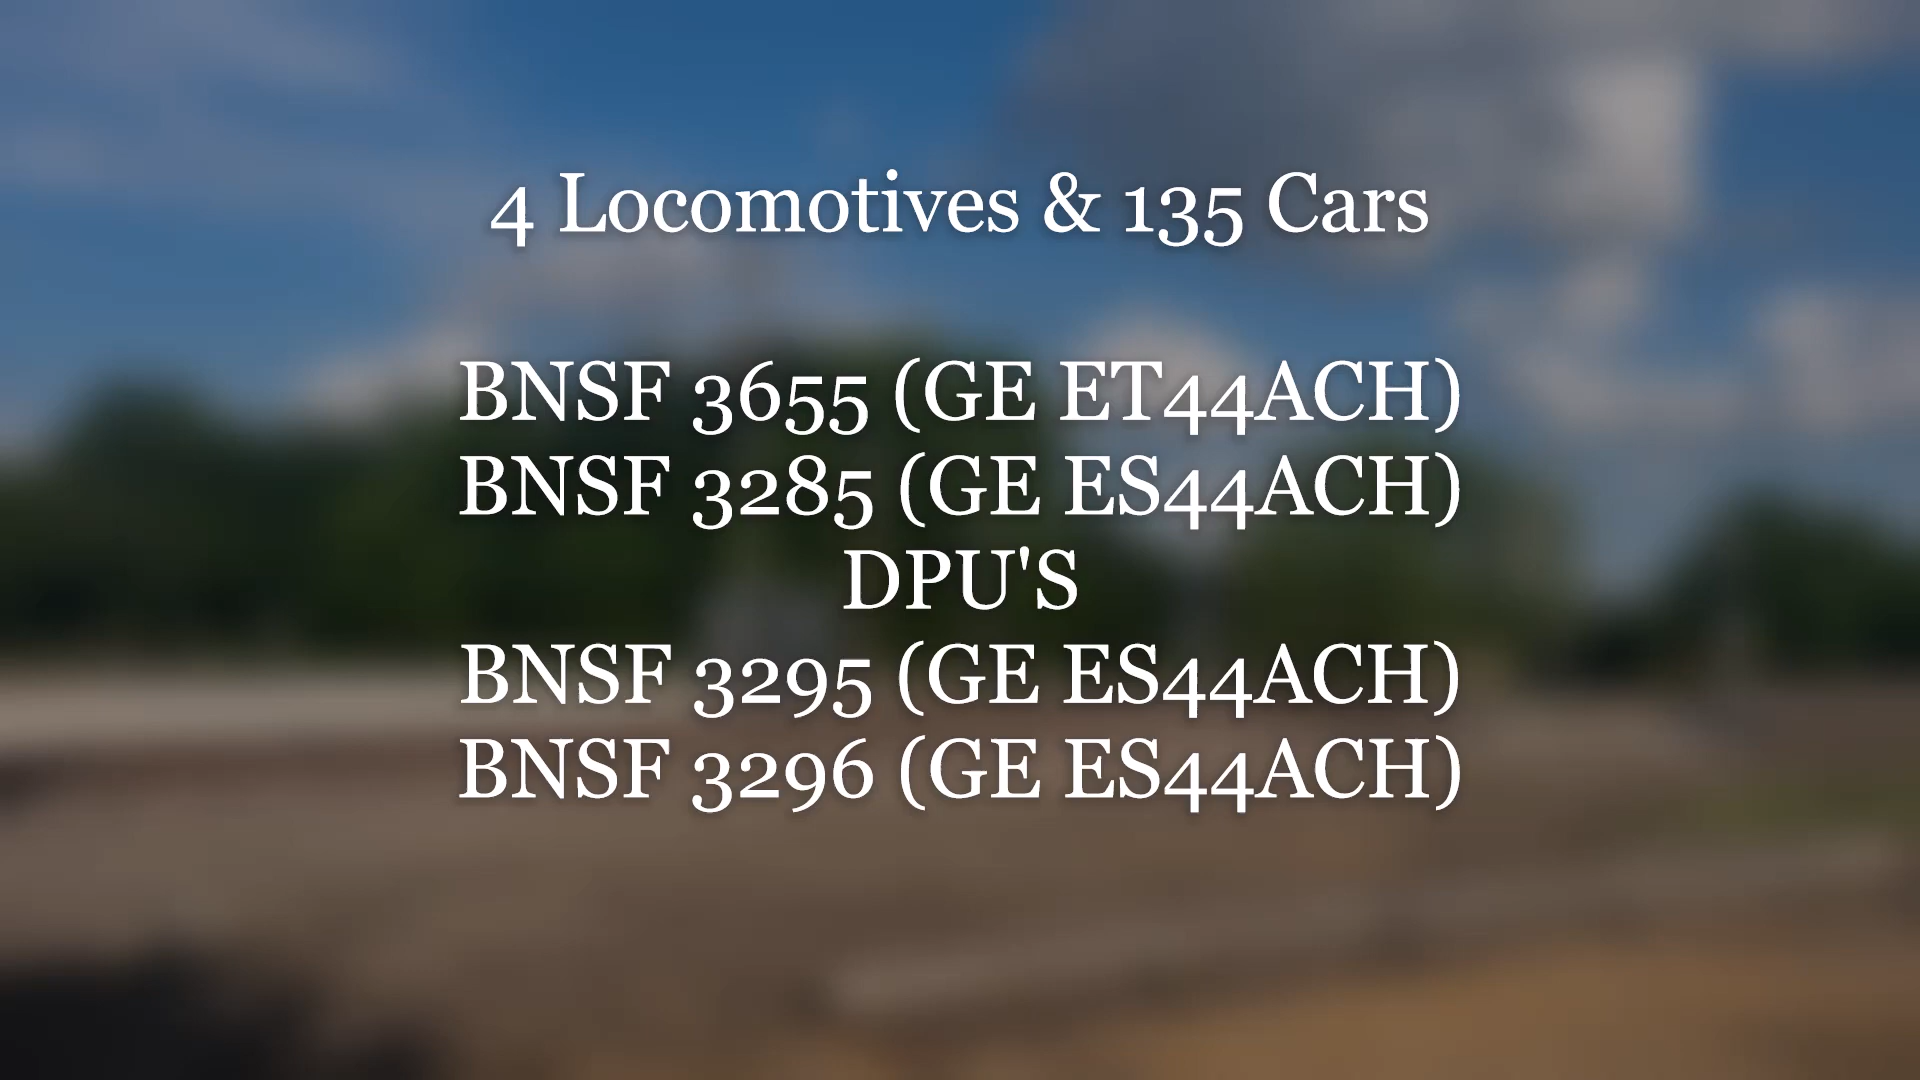 4 Locomotives & 135 Cars
BNSF 3655 (GE ET44ACH)
BNSF 3285 (GE ES44ACH)
DPU'S
BNSF 3295 (GE ES44ACH)
BNSF 3296 (GE ES44ACH)